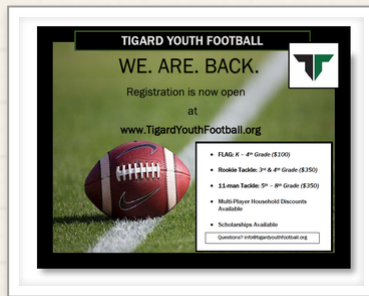 TIGARD YOUTH FOOTBALL
WE. ARE. BACK.
Registration is now open
at
www.TigardYouthFootball.org
• FLAG: K – 4th Grade ($100)
• Rookie Tackle: 3rd & 4th Grade ($350)
• 11-man Tackle: 5th – 8th Grade ($350)
• Multi-Player Household Discounts
Available
• Scholarships Available
Questions? info@tigardyouthfootball.org